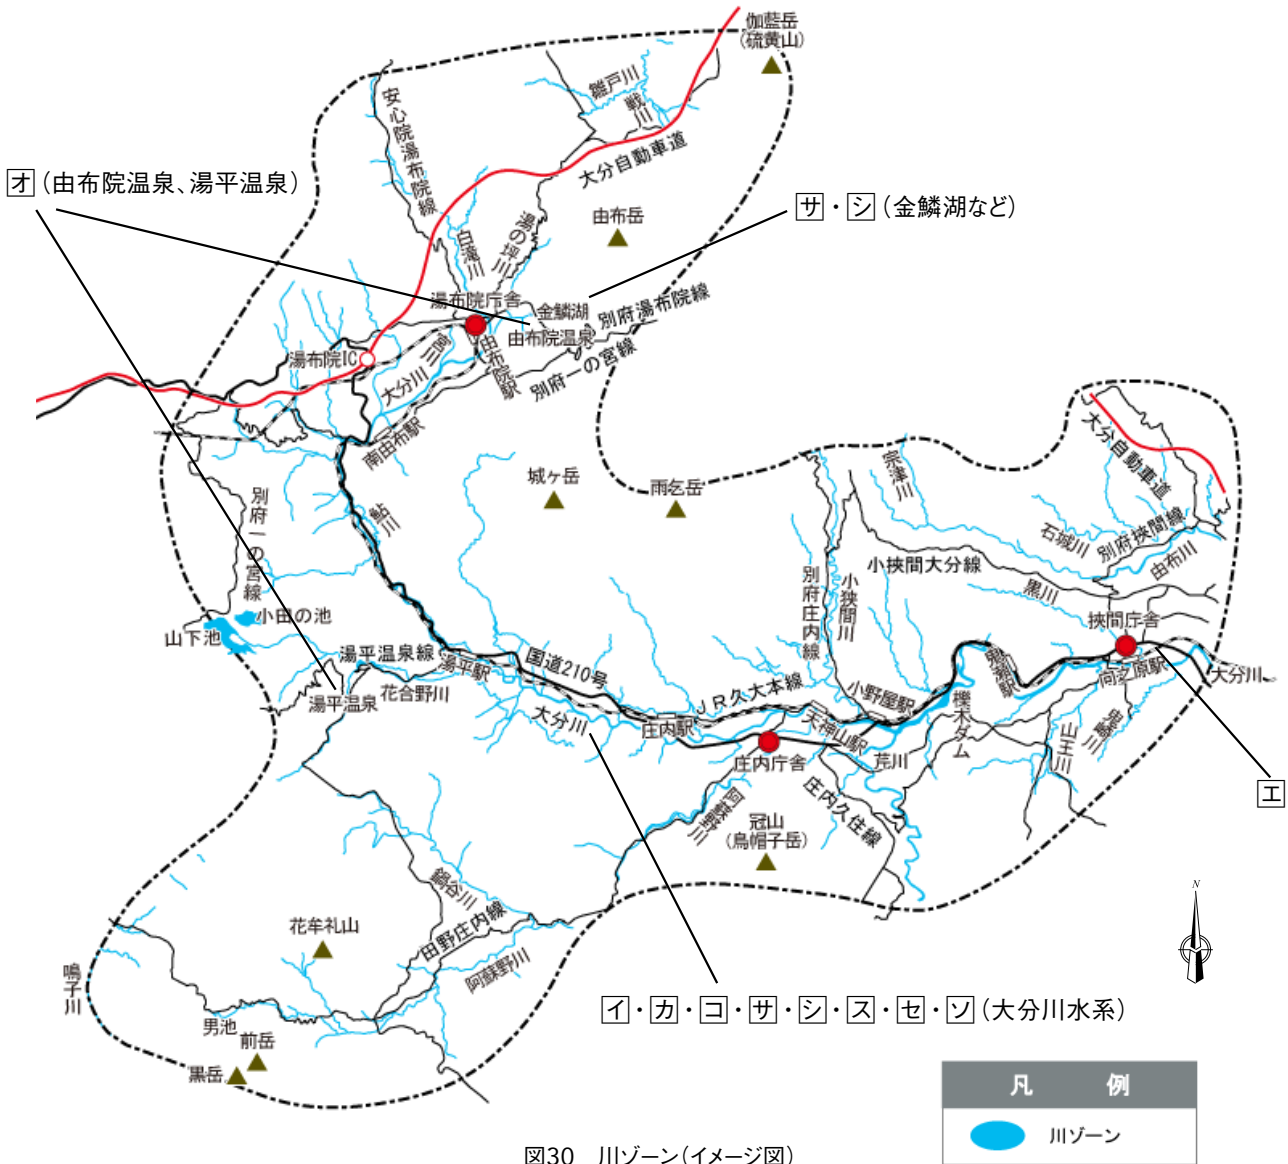 伽藍岳
(硫黄山)
雛戸川
戦川
安心院湯布院線
大分自動車道
オ(由布院温泉、湯平温泉)
サ・シ(金鱗湖など)
由布岳
湯の坪川
白滝川
湯布院庁舎
金鱗湖
別府湯布院線
由布院温泉
湯布院IC
宮川
由布院駅
別府一の宮線
大分川
南由布駅
大分自動車道
宗津川
城ヶ岳
雨乞岳
別府一の宮線
鮎川
石城川
別府挾間線
由布川
小挾間大分線
別府庄内線
小狭間川
黒川
小田の池
山下池
挾間庁舎
湯平温泉線
湯平駅
国道210号
鬼瀬駅
向之原駅
大分川
花合野川
湯平温泉
JR久大本線
小野屋駅
大分川
庄内駅
天神山駅
櫟木ダム
鬼崎川
山王川
庄内庁舎
芹川
エ
阿蘇野川
庄内久住線
冠山
(烏帽子岳)
鍋谷川
花牟礼山
田野庄内線
阿蘇野川
N
鳴子川
イ・カ・コ・サ・シ・ス・セ・ソ(大分川水系)
男池
前岳
黒岳
凡 例
川ゾーン
図30 川ゾーン(イメージ図)